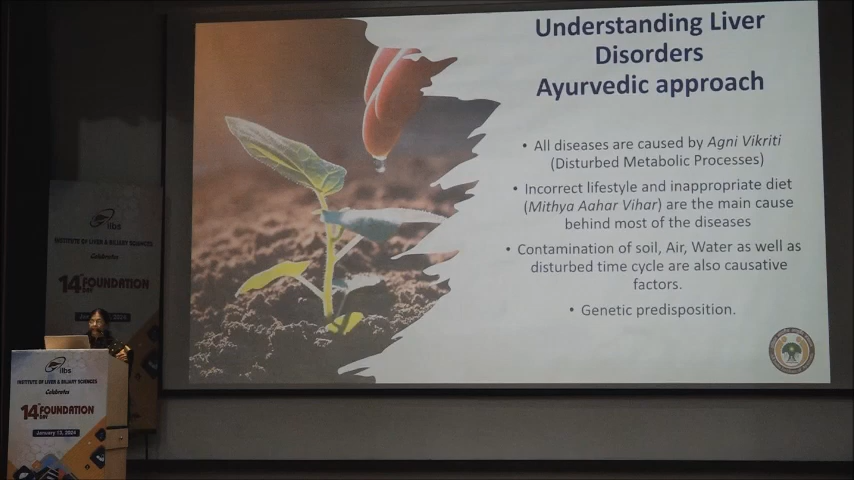 Understanding Liver
Disorders
Ayurvedic approach
• All diseases are caused by Agni Vikriti
(Disturbed Metabolic Processes)
• Incorrect lifestyle and inappropriate diet
(Mithya Aahar Vihar) are the main cause
behind most of the diseases
• Contamination of soil, Air, Water as well as
disturbed time cycle are also causative
factors.
• Genetic predisposition.
ilbs
INSTITUTE OF LIVER & BILIARY SCIENCES
Celebrates
14th FOUNDATION
DAY
ilbs
INSTITUTE OF LIVER & BILIARY SCIENCES
Celebrates
14th FOUNDATION
DAY
January 13, 2024